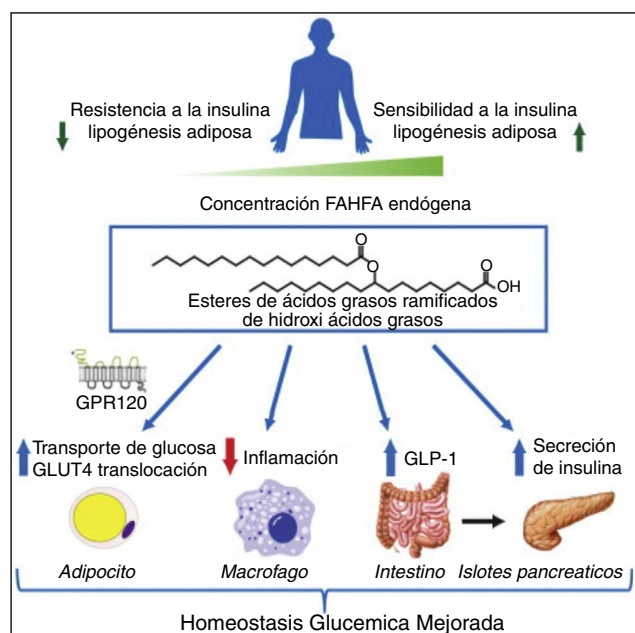 Resistencia a la insulina
lipogénesis adiposa
Sensibilidad a la insulina
lipogénesis adiposa
Concentración FAHFA endógena
O
O
O
OH
Esteres de ácidos grasos ramificados
de hidroxi ácidos grasos
GPR120
Transporte de glucosa
GLUT4 translocación
Inflamación
GLP-1
Secreción
de insulina
Adipocito
Macrofago
Intestino
Islotes pancreaticos
Homeostasis Glucemica Mejorada